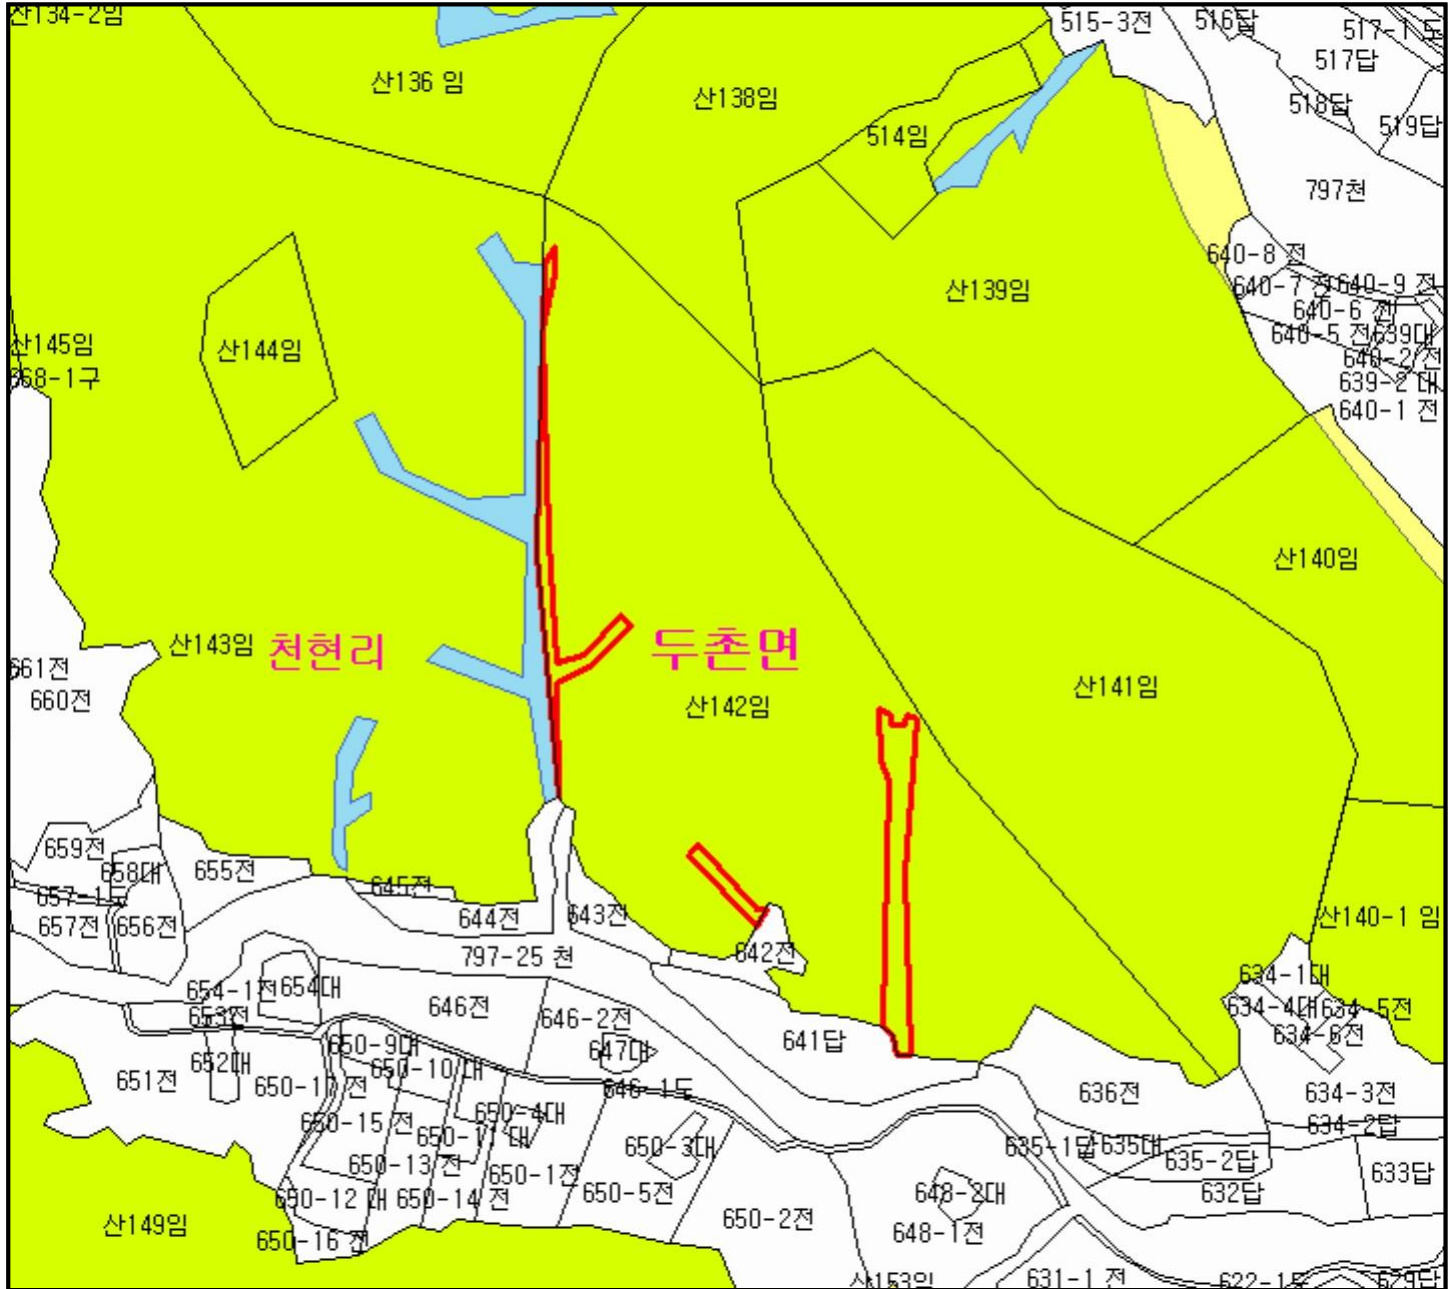 산134-2임
515-3전
516답
517-1 도
517답
산136 임
산138임
518답
519답
514임
797천
640-8 전
640-7 전
640-9 전
산139임
640-6 전
640-5 전
639대
산145임
산144임
640-2 전
668-1구
639-2 대
640-1 전
산140임
산143임
천현리
두촌면
661전
660전
산142임
산141임
659전
658대
655전
645전
657-1도
657전
656전
644전
643전
산140-1 임
797-25 천
642전
634-1대
654-1전
654대
646전
634-4대
634-5전
653전
646-2전
634-6전
650-9대
641답
652대
650-10 대
647대
651전
650-17 전
646-1도
636전
634-3전
650-15 전
650-4대
634-2답
650-11 대
650-3대
635-1답
635대
650-13 전
635-2답
650-1전
633답
650-12 대
650-14 전
650-5전
648-2대
632답
산149임
650-2전
648-1전
650-16 전
산153임
631-1 전
622-1도
629답